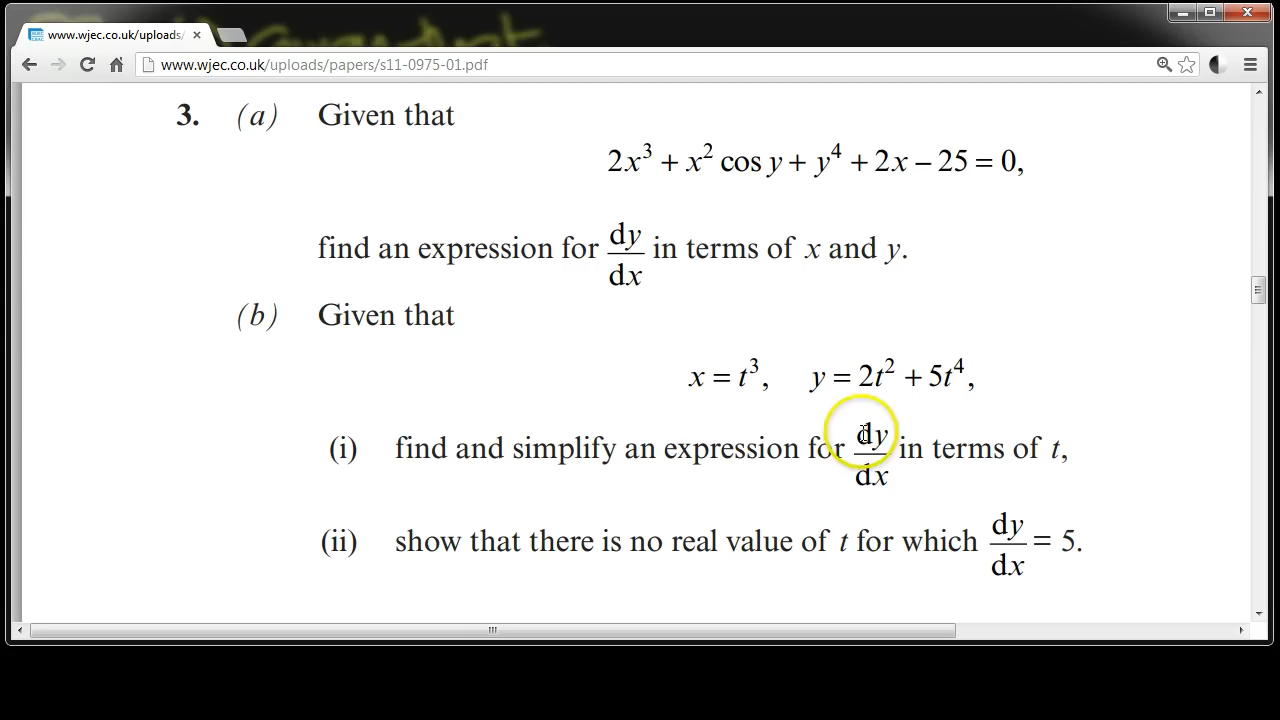 www.wjec.co.uk/uploads/
www.wjec.co.uk/uploads/papers/s11-0975-01.pdf
3. (a) Given that
2x³ + x² cos y + y⁴ + 2x − 25 = 0,
find an expression for dy/dx in terms of x and y.
(b) Given that
x = t³, y = 2t² + 5t⁴,
(i) find and simplify an expression for dy/dx in terms of t,
(ii) show that there is no real value of t for which dy/dx = 5.